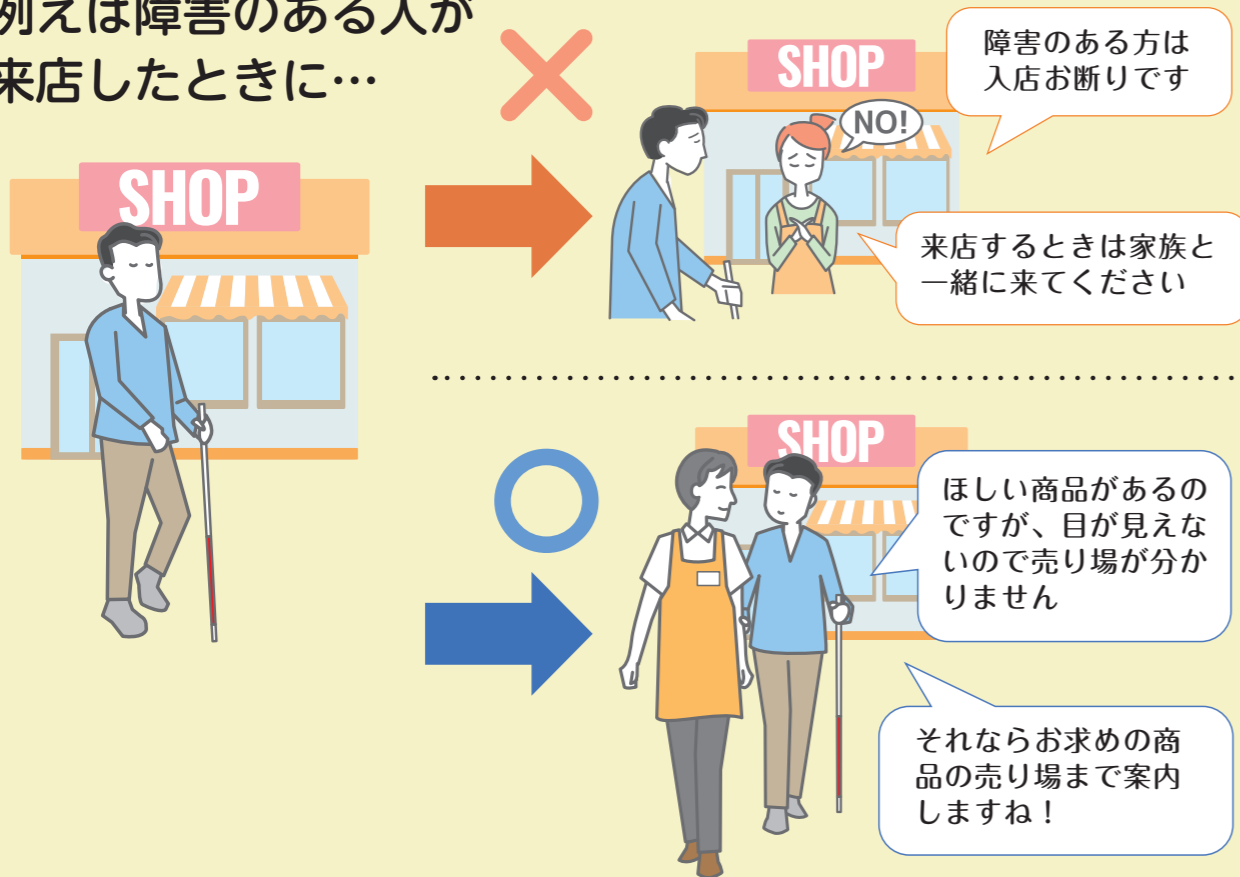 例えば障害のある人が
来店したときに…
SHOP
SHOP
NO!
障害のある方は
入店お断りです
来店するときは家族と
一緒に来てください
SHOP
ほしい商品があるの
ですが、目が見えな
いので売り場が分か
りません
それならお求めの商
品の売り場まで案内
しますね！